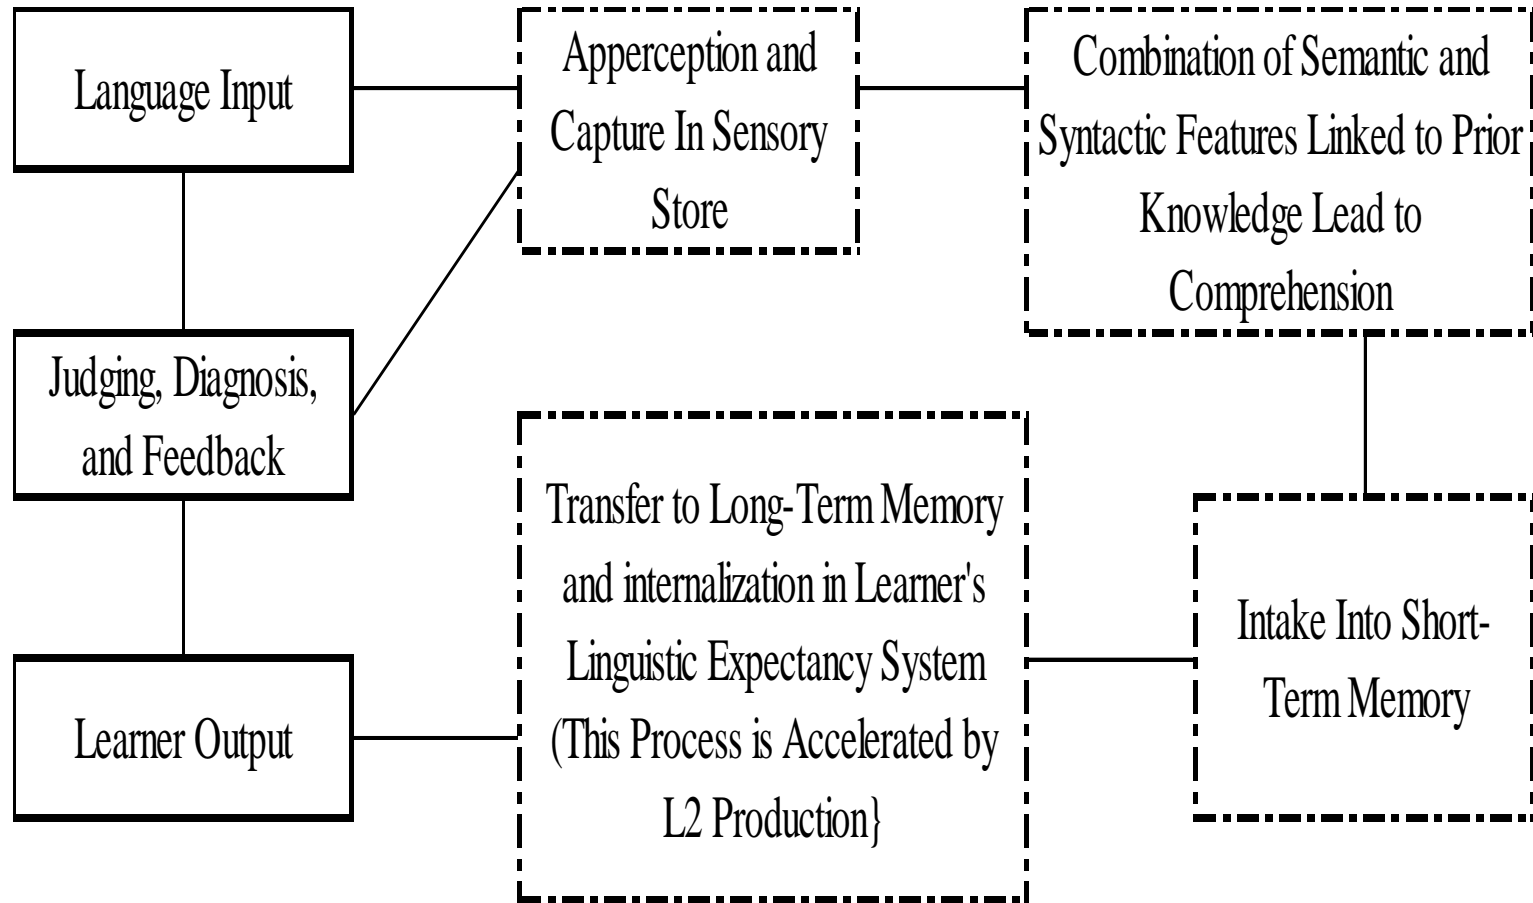 Language Input
Apperception and
Capture In Sensory
Store
Combination of Semantic and
Syntactic Features Linked to Prior
Knowledge Lead to
Comprehension
Judging, Diagnosis,
and Feedback
Transfer to Long-Term Memory
and internalization in Learner's
Linguistic Expectancy System
(This Process is Accelerated by
L2 Production}
Intake Into Short-
Term Memory
Learner Output